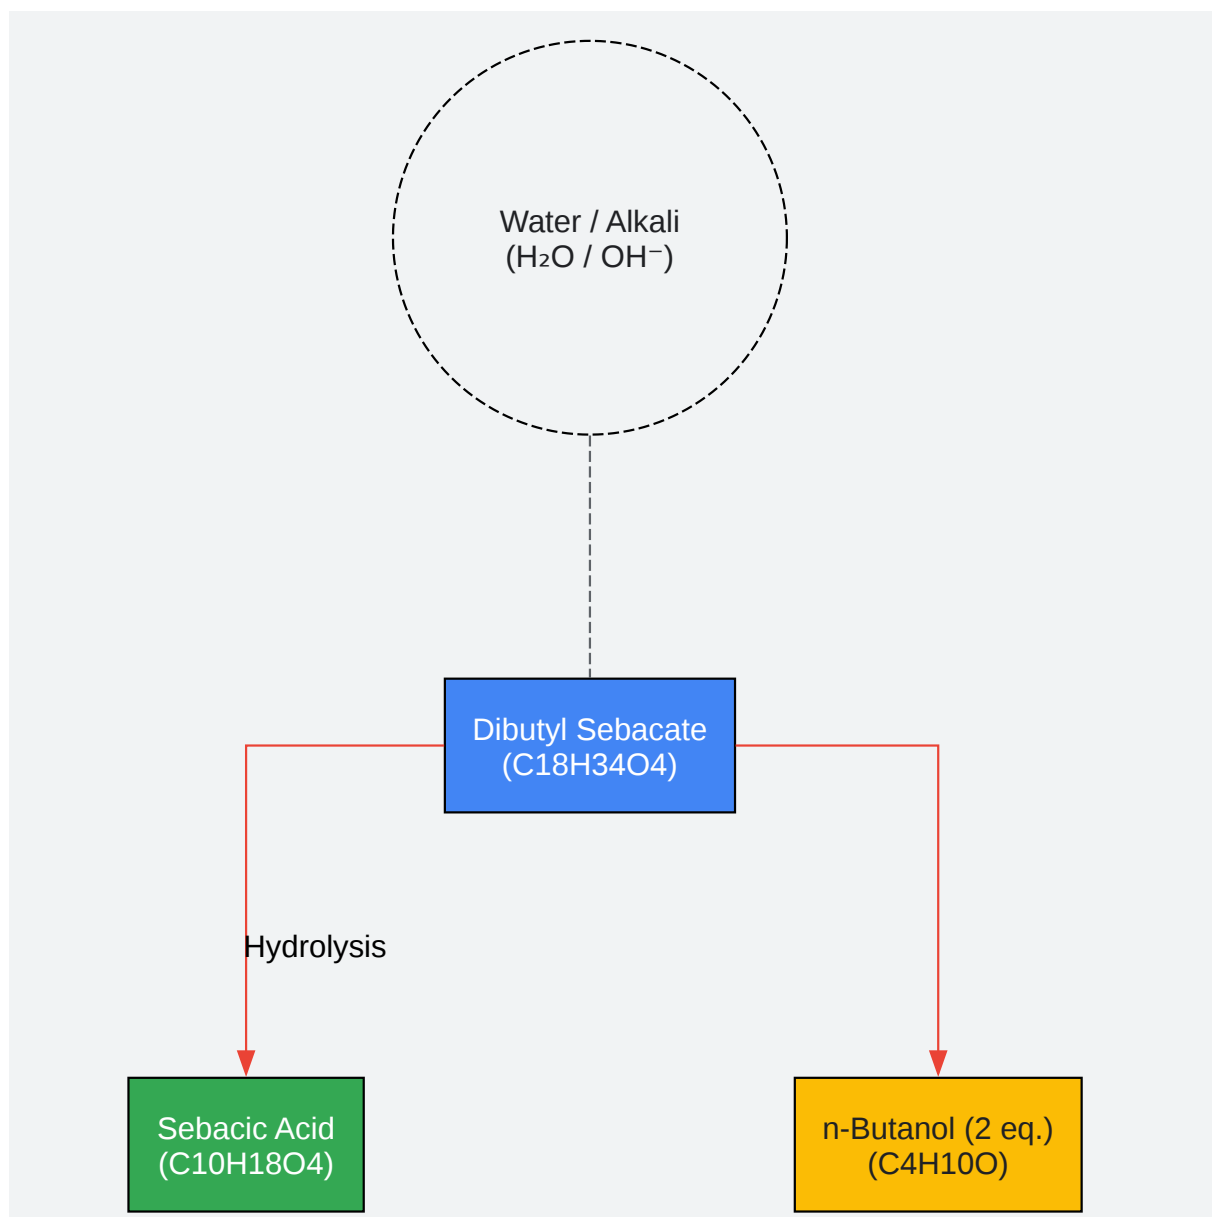 Water / Alkali
(H₂O / OH⁻)
Dibutyl Sebacate
(C18H34O4)
Hydrolysis
Sebacic Acid
(C10H18O4)
n-Butanol (2 eq.)
(C4H10O)